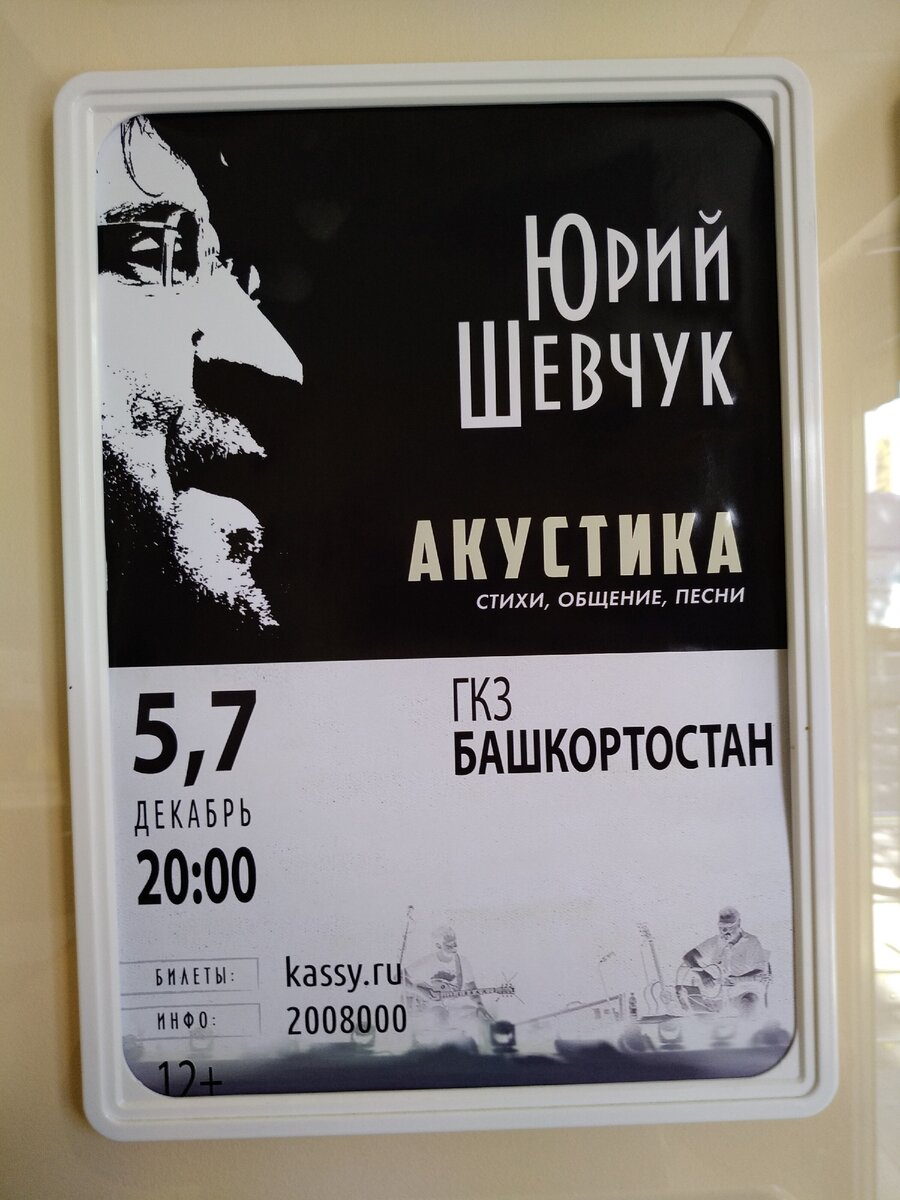 Юрий
Шевчук
АКУСТИКА
СТИХИ, ОБЩЕНИЕ, ПЕСНИ
5,7
ДЕКАБРЬ
20:00
ГКЗ
БАШКОРТОСТАН
БИЛЕТЫ: kassy.ru
ИНФО: 2008000
12+